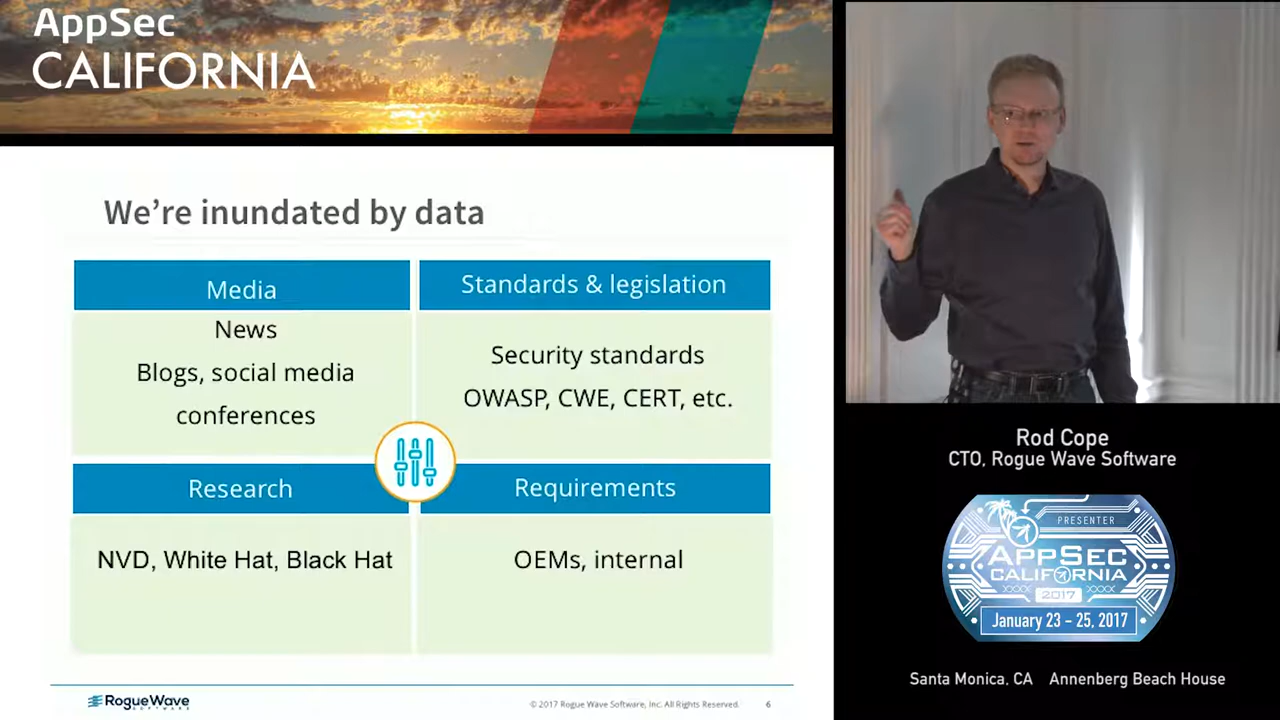 AppSec
CALIFORNIA
We're inundated by data
Media
News
Blogs, social media
conferences
Standards & legislation
Security standards
OWASP, CWE, CERT, etc.
Research
NVD, White Hat, Black Hat
Requirements
OEMs, internal
RogueWave
SOFTWARE
© 2017 Rogue Wave Software, Inc. All Rights Reserved.
6
Rod Cope
CTO, Rogue Wave Software
PRESENTER
APPSEC
CALIFORNIA
2017
January 23 - 25, 2017
Santa Monica, CA Annenberg Beach House